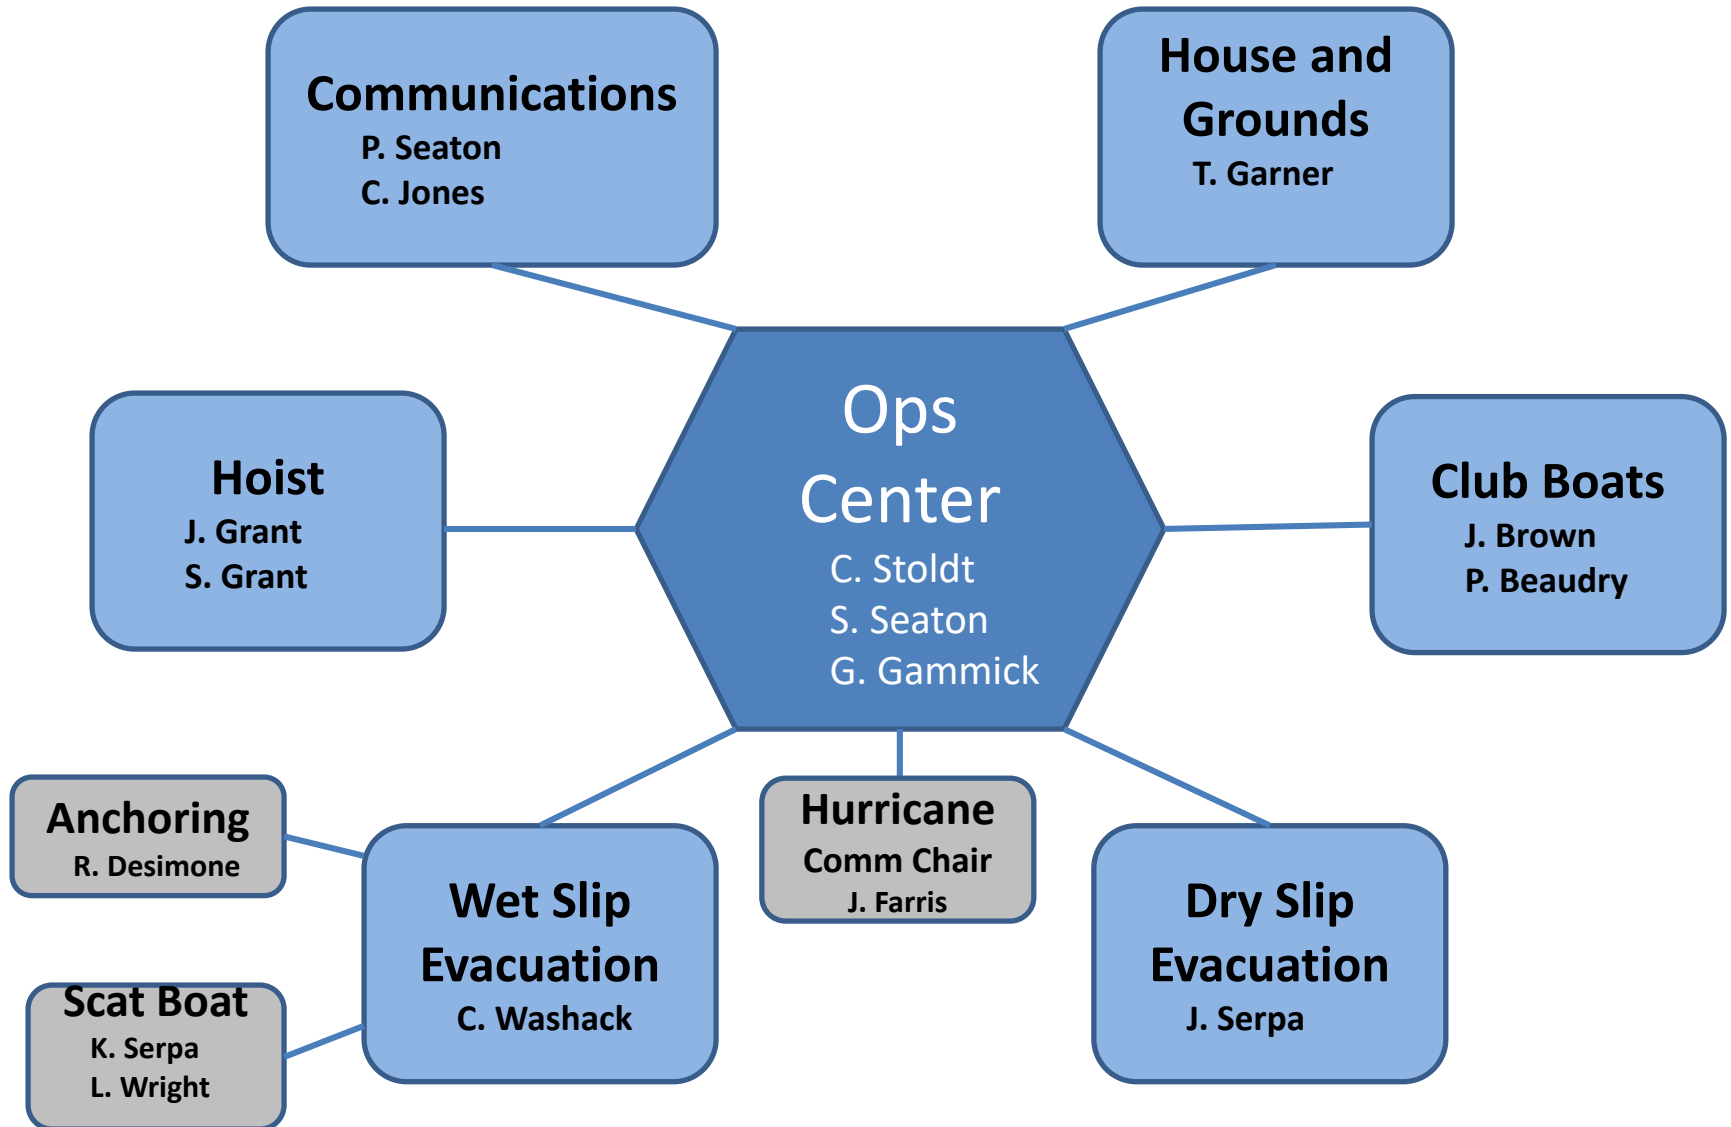 Communications
P. Seaton
C. Jones
House and
Grounds
T. Garner
Hoist
J. Grant
S. Grant
Ops
Center
C. Stoldt
S. Seaton
G. Gammick
Club Boats
J. Brown
P. Beaudry
Anchoring
R. Desimone
Scat Boat
K. Serpa
L. Wright
Wet Slip
Evacuation
C. Washack
Hurricane
Comm Chair
J. Farris
Dry Slip
Evacuation
J. Serpa